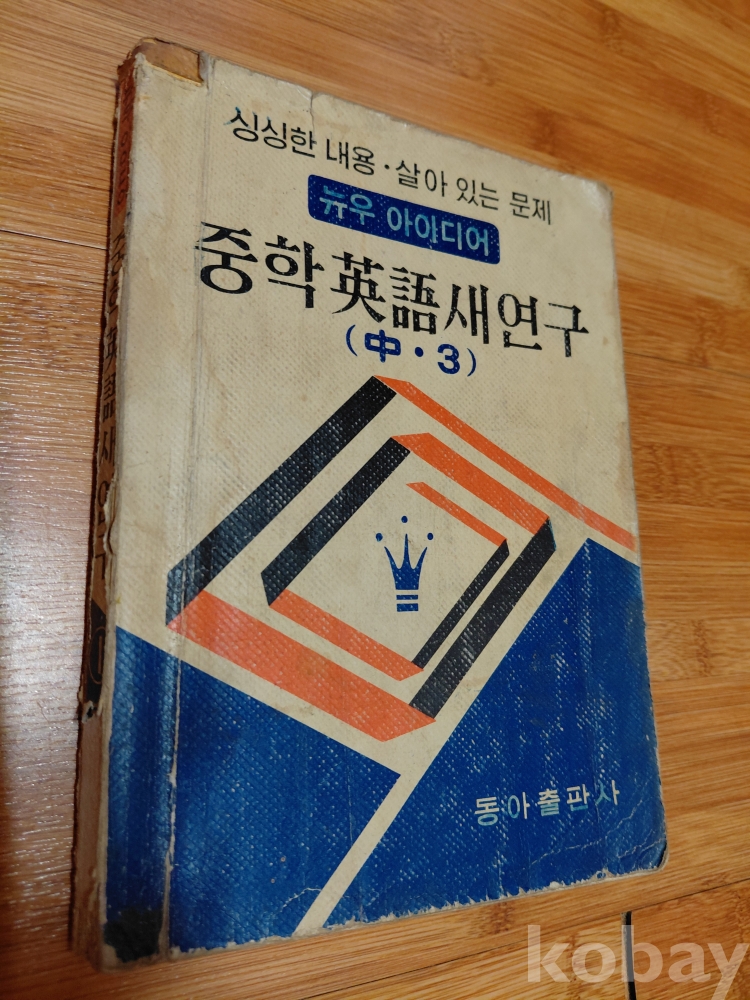 싱싱한 내용·살아 있는 문제
뉴우 아이디어
중학英語새연구
(中·3)
동아출판사
kobay